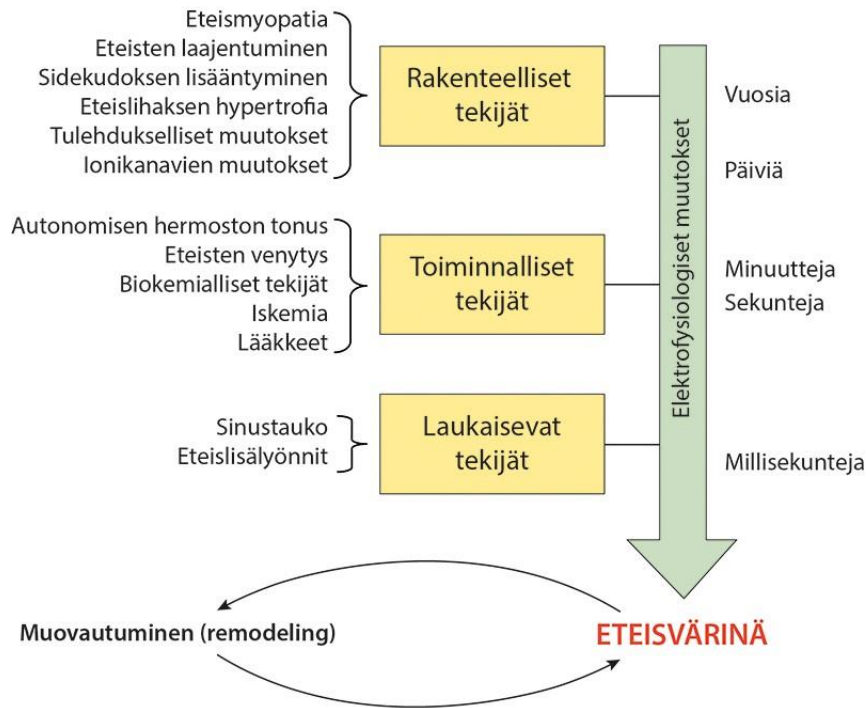 Eteismyopatia
Eteisten laajentuminen
Sidekudoksen lisääntyminen
Eteislihaksen hypertrofia
Tulehdukselliset muutokset
Ionikanavien muutokset
Rakenteelliset
tekijät
Autonomisen hermoston tonus
Eteisten venytys
Biokemialliset tekijät
Iskemia
Lääkkeet
Toiminnalliset
tekijät
Sinustauko
Eteislisälyönnit
Laukaisevat
tekijät
Elektrofysiologiset muutokset
Vuosia
Päiviä
Minuutteja
Sekunteja
Millisekunteja
Muovautuminen (remodeling)
ETEISVÄRINÄ